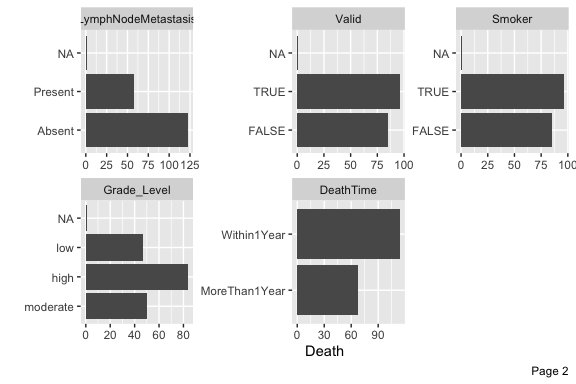 LymphNodeMetastasis
NA
Present
Absent
0 25 50 75 100 125
Valid
NA
TRUE
FALSE
0 25 50 75 100
Smoker
NA
TRUE
FALSE
0 25 50 75 100
Grade_Level
NA
low
high
moderate
0 20 40 60 80
DeathTime
Within1Year
MoreThan1Year
0 30 60 90
Death
Page 2